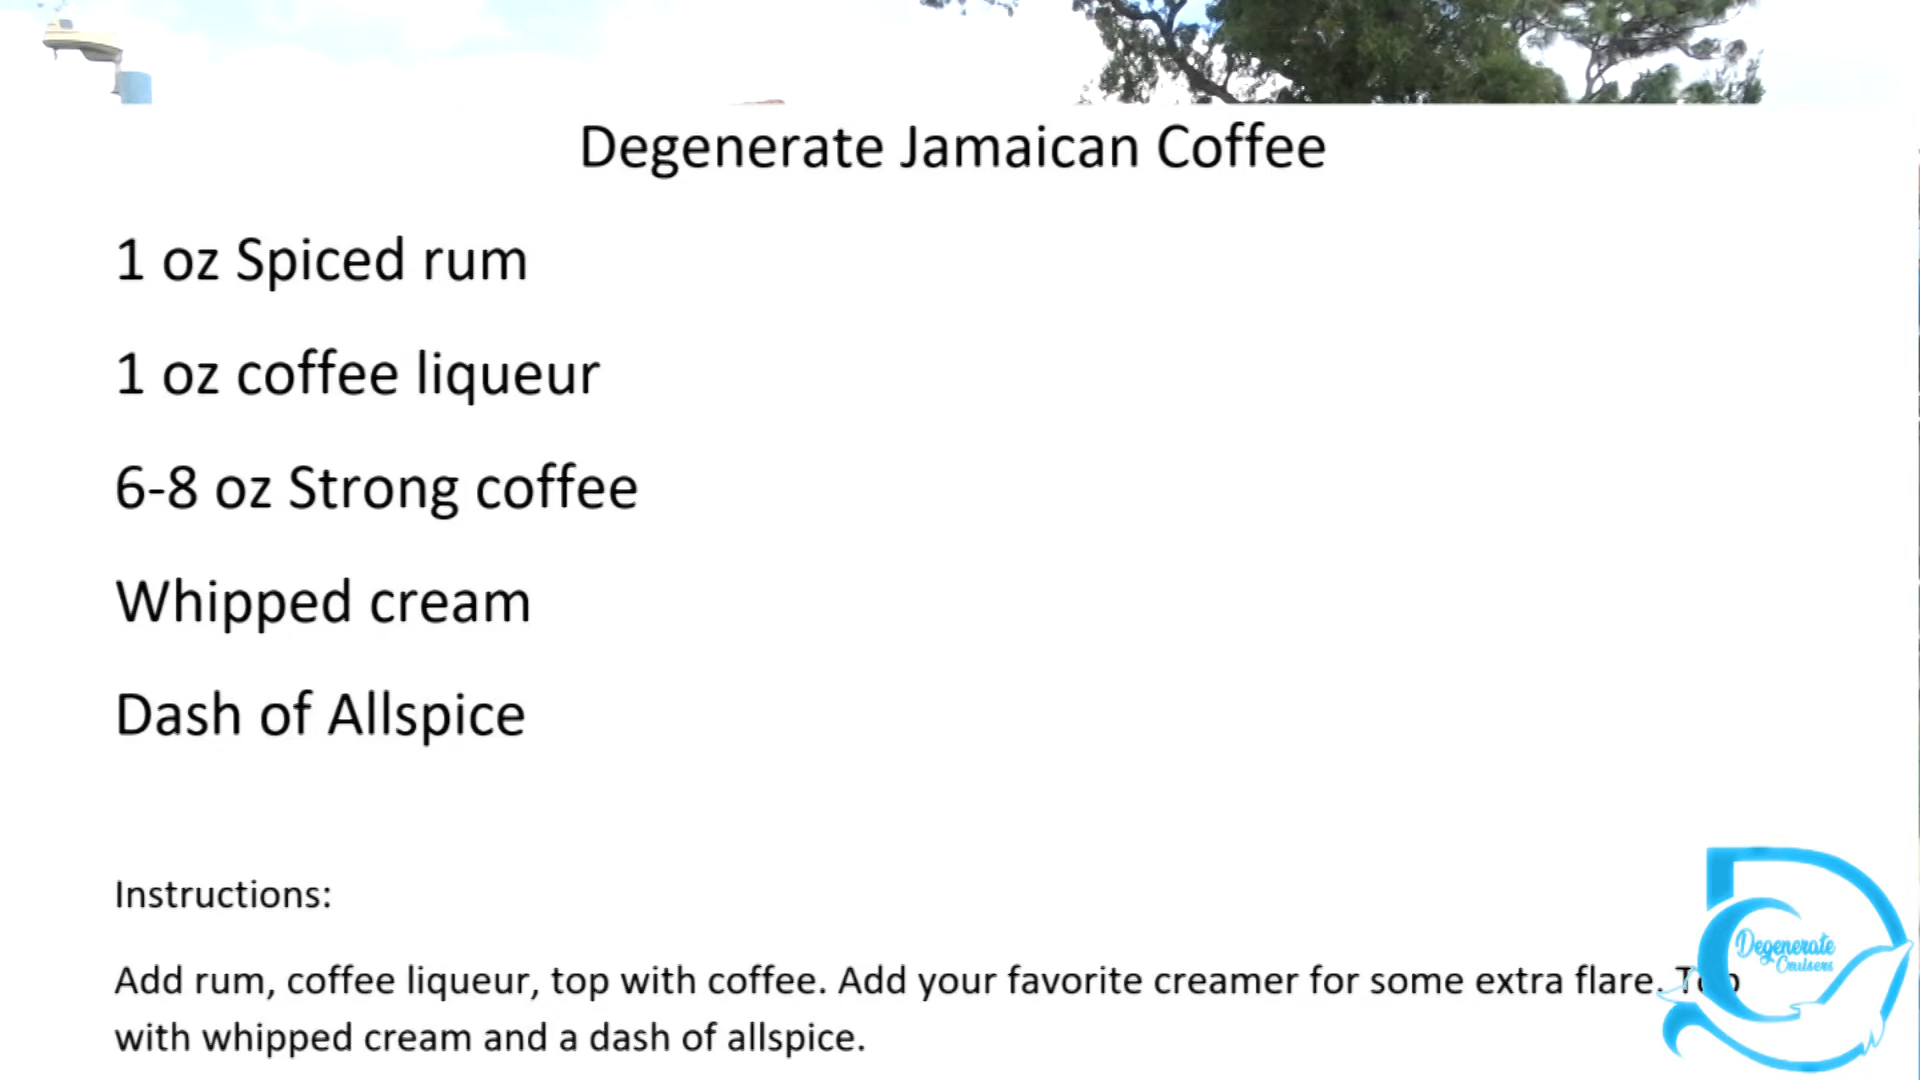 Degenerate Jamaican Coffee
1 oz Spiced rum
1 oz coffee liqueur
6-8 oz Strong coffee
Whipped cream
Dash of Allspice
Instructions:
Add rum, coffee liqueur, top with coffee. Add your favorite creamer for some extra flare. Top
with whipped cream and a dash of allspice.
Degenerate
Cruisers